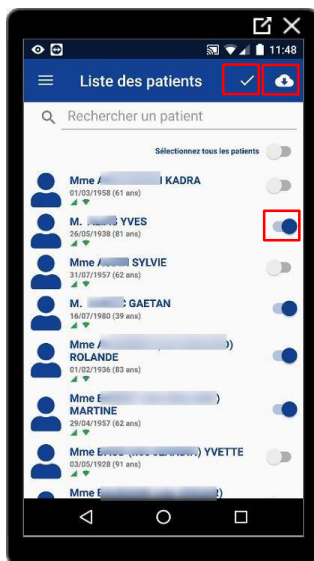 11:48
Liste des patients
Rechercher un patient
Sélectionnez tous les patients
Mme KADRA
01/03/1958 (61 ans)
M. YVES
26/05/1938 (81 ans)
Mme SYLVIE
31/07/1957 (62 ans)
M. GAETAN
16/07/1980 (39 ans)
Mme )
ROLANDE
01/02/1936 (83 ans)
Mme )
MARTINE
29/04/1957 (62 ans)
Mme ) YVETTE
03/05/1928 (91 ans)
Mme )